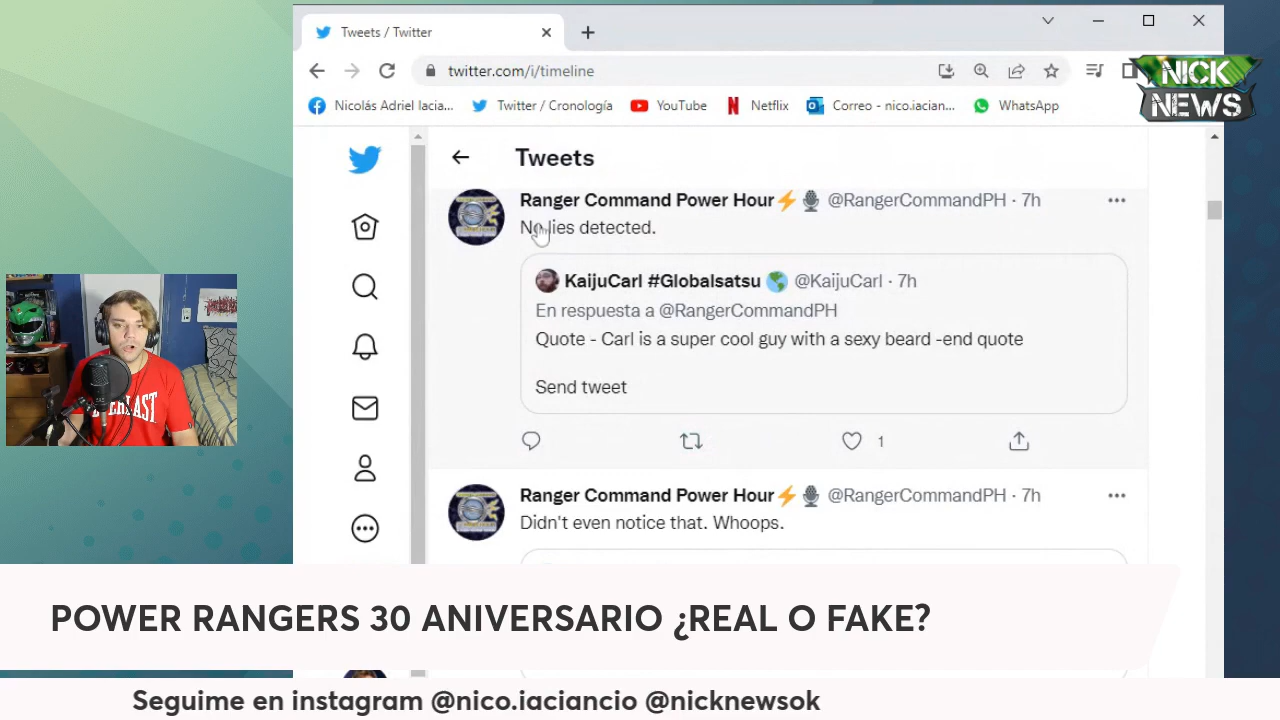 Tweets / Twitter
twitter.com/i/timeline
NICK
NEWS
Nicolás Adriel Iacia...
Twitter / Cronología
YouTube
Netflix
Correo - nico.iacian...
WhatsApp
Tweets
Ranger Command Power Hour⚡🎙 @RangerCommandPH · 7h
No lies detected.
KaijuCarl #Globalsatsu 🌎 @KaijuCarl · 7h
En respuesta a @RangerCommandPH
Quote - Carl is a super cool guy with a sexy beard -end quote
Send tweet
1
Ranger Command Power Hour⚡🎙 @RangerCommandPH · 7h
Didn't even notice that. Whoops.
POWER RANGERS 30 ANIVERSARIO ¿REAL O FAKE?
Seguime en instagram @nico.iaciancio @nicknewsok